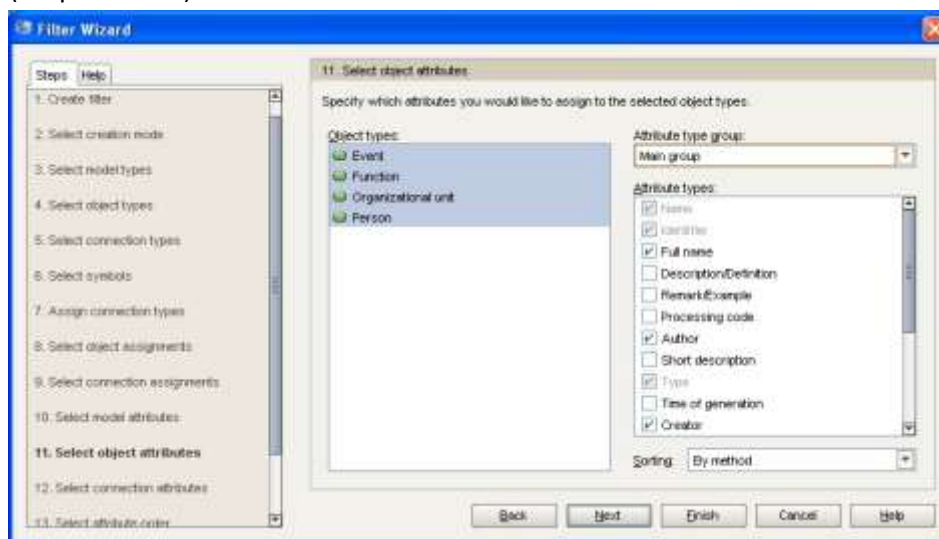 Filter Wizard
Steps Help
1. Create filter
2. Select creation mode
3. Select model types
4. Select object types
5. Select connection types
6. Select symbols
7. Assign connection types
8. Select object assignments
9. Select connection assignments
10. Select model attributes
11. Select object attributes
12. Select connection attributes
13. Select attribute order
11. Select object attributes
Specify which attributes you would like to assign to the selected object types.
Object types:
Event
Function
Organizational unit
Person
Attribute type group:
Main group
Attribute types:
Name
Identifier
Full name
Description/Definition
Remark/Example
Processing code
Author
Short description
Type
Time of generation
Creator
Sorting: By method
Back Next Finish Cancel Help